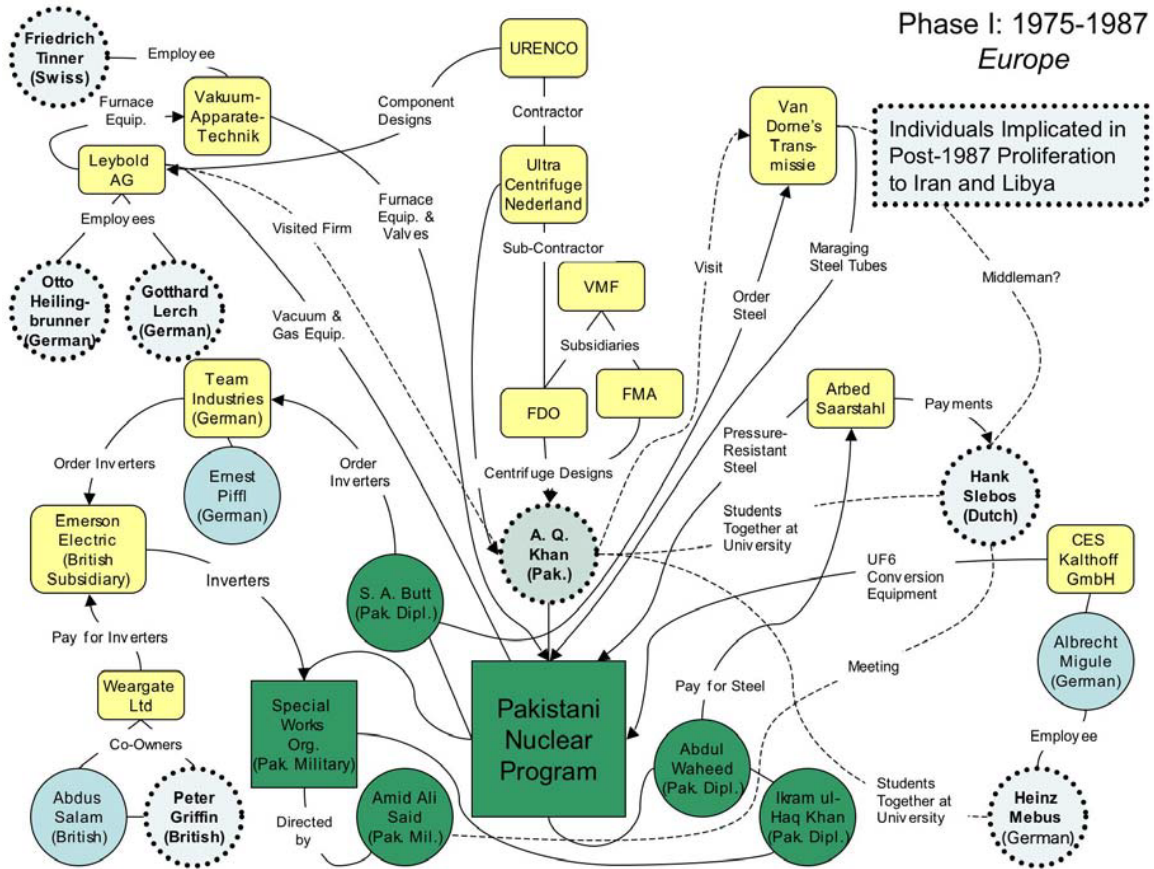 Phase I: 1975-1987
Europe
Friedrich
Tinner
(Swiss)
Employee
URENCO
Furnace
Equip.
Vakuum-
Apparate-
Technik
Component
Designs
Contractor
Van
Dorne's
Trans-
missie
Individuals Implicated in
Post-1987 Proliferation
to Iran and Libya
Leybold
AG
Ultra
Centrifuge
Nederland
Employees
Visited Firm
Furnace
Equip. &
Valves
Sub-Contractor
Visit
Maraging
Steel Tubes
Middleman?
Otto
Heiling-
brunner
(German)
Gotthard
Lerch
(German)
Vacuum &
Gas Equip.
VMF
Order
Steel
Subsidiaries
Team
Industries
(German)
FDO
FMA
Arbed
Saarstahl
Payments
Order Inverters
Ernest
Piffl
(German)
Order
Inverters
Centrifuge Designs
Pressure-
Resistant
Steel
Hank
Slebos
(Dutch)
Emerson
Electric
(British
Subsidiary)
Inverters
A. Q.
Khan
(Pak.)
Students
Together at
University
CES
Kalthoff
GmbH
S. A. Butt
(Pak. Dipl.)
UF6
Conversion
Equipment
Pay for Inverters
Albrecht
Migule
(German)
Meeting
Weargate
Ltd
Special
Works
Org.
(Pak. Military)
Pakistani
Nuclear
Program
Pay for Steel
Co-Owners
Abdul
Waheed
(Pak. Dipl.)
Employee
Abdus
Salam
(British)
Peter
Griffin
(British)
Directed
by
Amid Ali
Said
(Pak. Mil.)
Ikram ul-
Haq Khan
(Pak. Dipl.)
Students
Together at
University
Heinz
Mebus
(German)